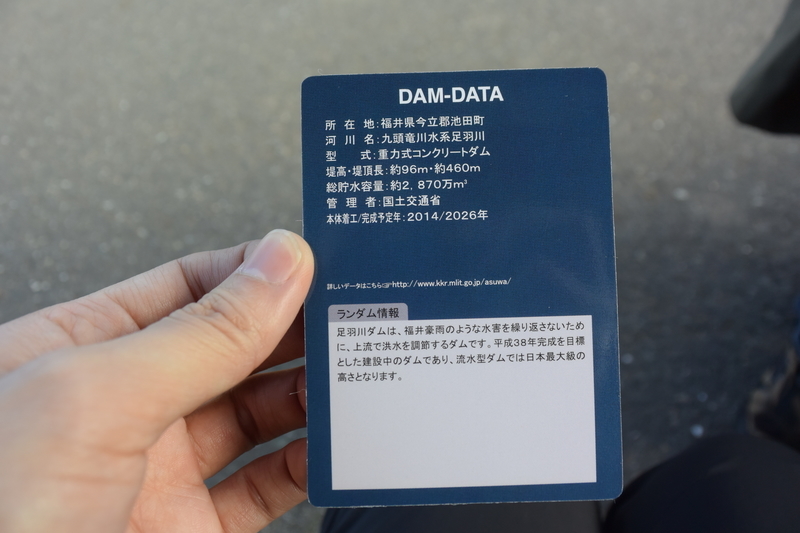 DAM-DATA
所 在 地:福井県今立郡池田町
河 川 名:九頭竜川水系足羽川
型 式:重力式コンクリートダム
堤高・堤頂長:約96m・約460m
総貯水容量:約2,870万m³
管 理 者:国土交通省
本体着工/完成予定年:2014/2026年
詳しいデータはこちら☞http://www.kkr.mlit.go.jp/asuwa/
ランダム情報
足羽川ダムは、福井豪雨のような水害を繰り返さないため
に、上流で洪水を調節するダムです。平成38年完成を目標
とした建設中のダムであり、流水型ダムでは日本最大級の
高さとなります。